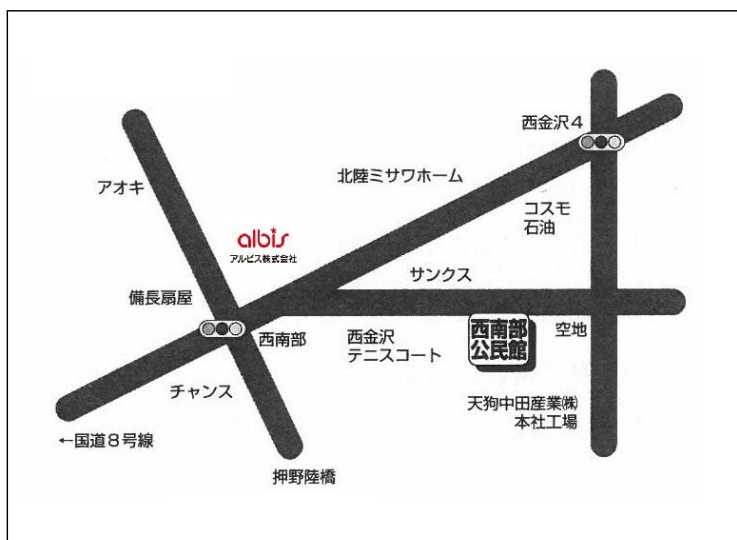 西金沢4
北陸ミサワホーム
アオキ
コスモ
石油
albis
アルビス株式会社
サンクス
備長扇屋
西南部
西金沢
テニスコート
西南部
公民館
空地
チャンス
天狗中田産業㈱
本社工場
←国道8号線
押野陸橋